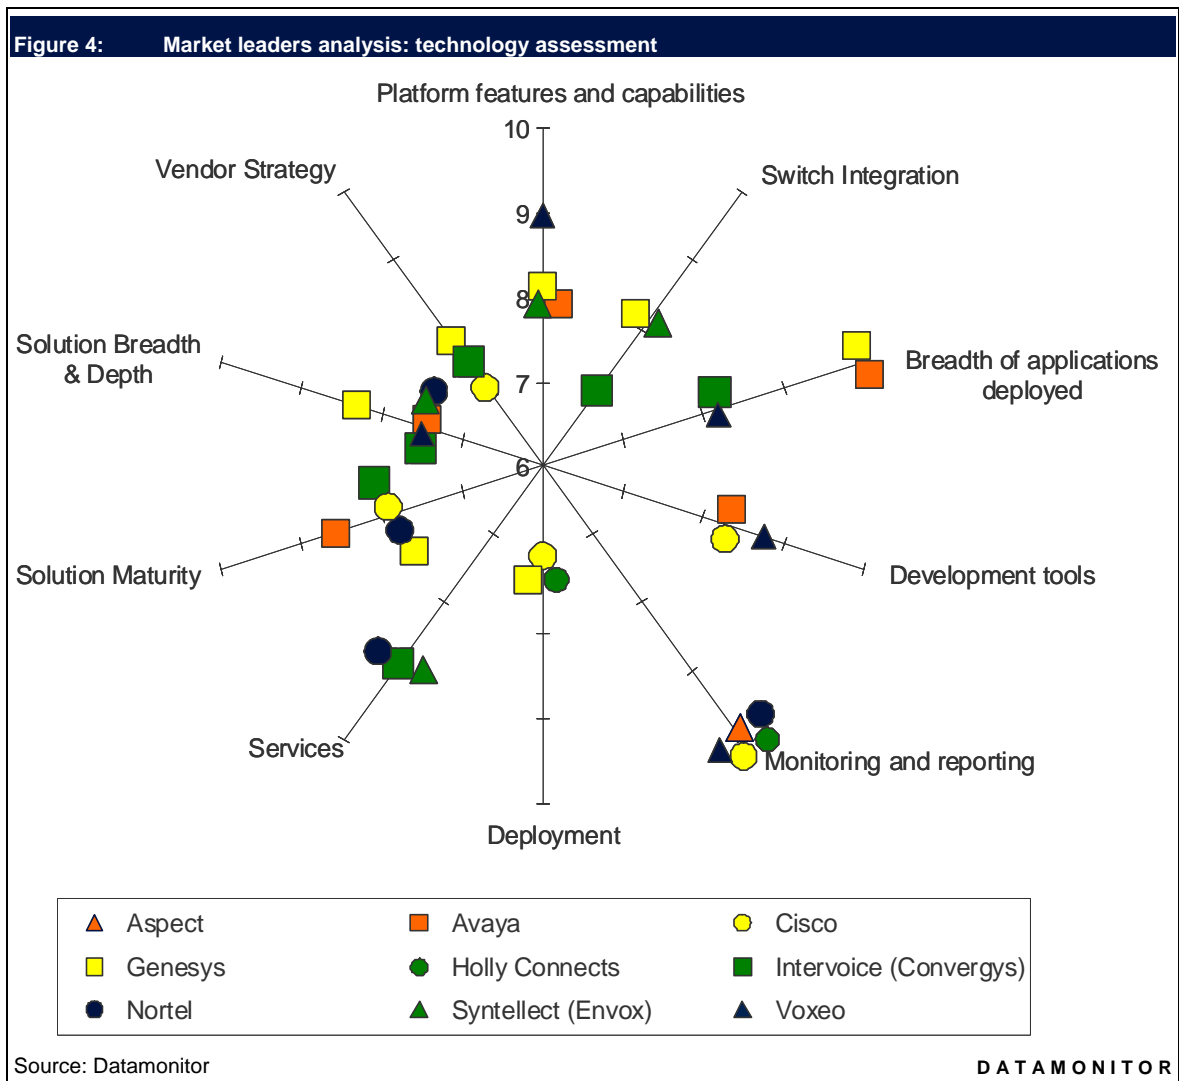 Figure 4: Market leaders analysis: technology assessment
Platform features and capabilities
10
Vendor Strategy
Switch Integration
9
8
Solution Breadth
& Depth
Breadth of applications
deployed
7
6
Solution Maturity
Development tools
Services
Monitoring and reporting
Deployment
Aspect Avaya Cisco
Genesys Holly Connects Intervoice (Convergys)
Nortel Syntellect (Envox) Voxeo
Source: Datamonitor DATAMONITOR